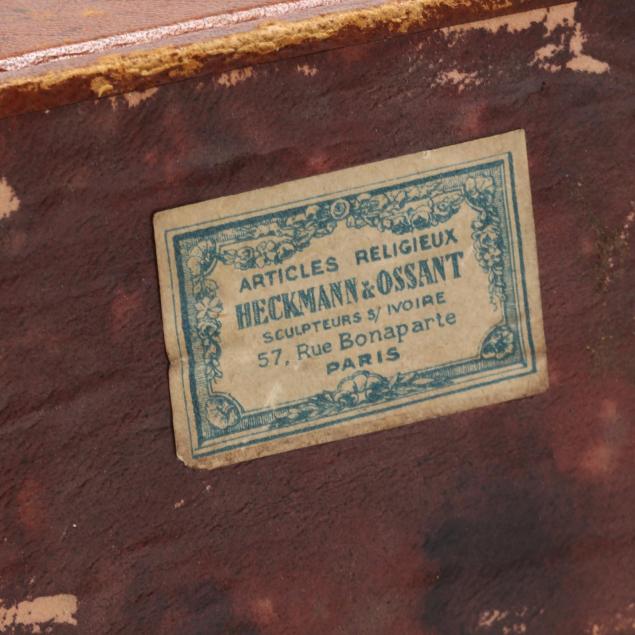 ARTICLES RELIGIEUX
HECKMANN & OSSANT
SCULPTEURS S/ IVOIRE
57, Rue Bonaparte
PARIS